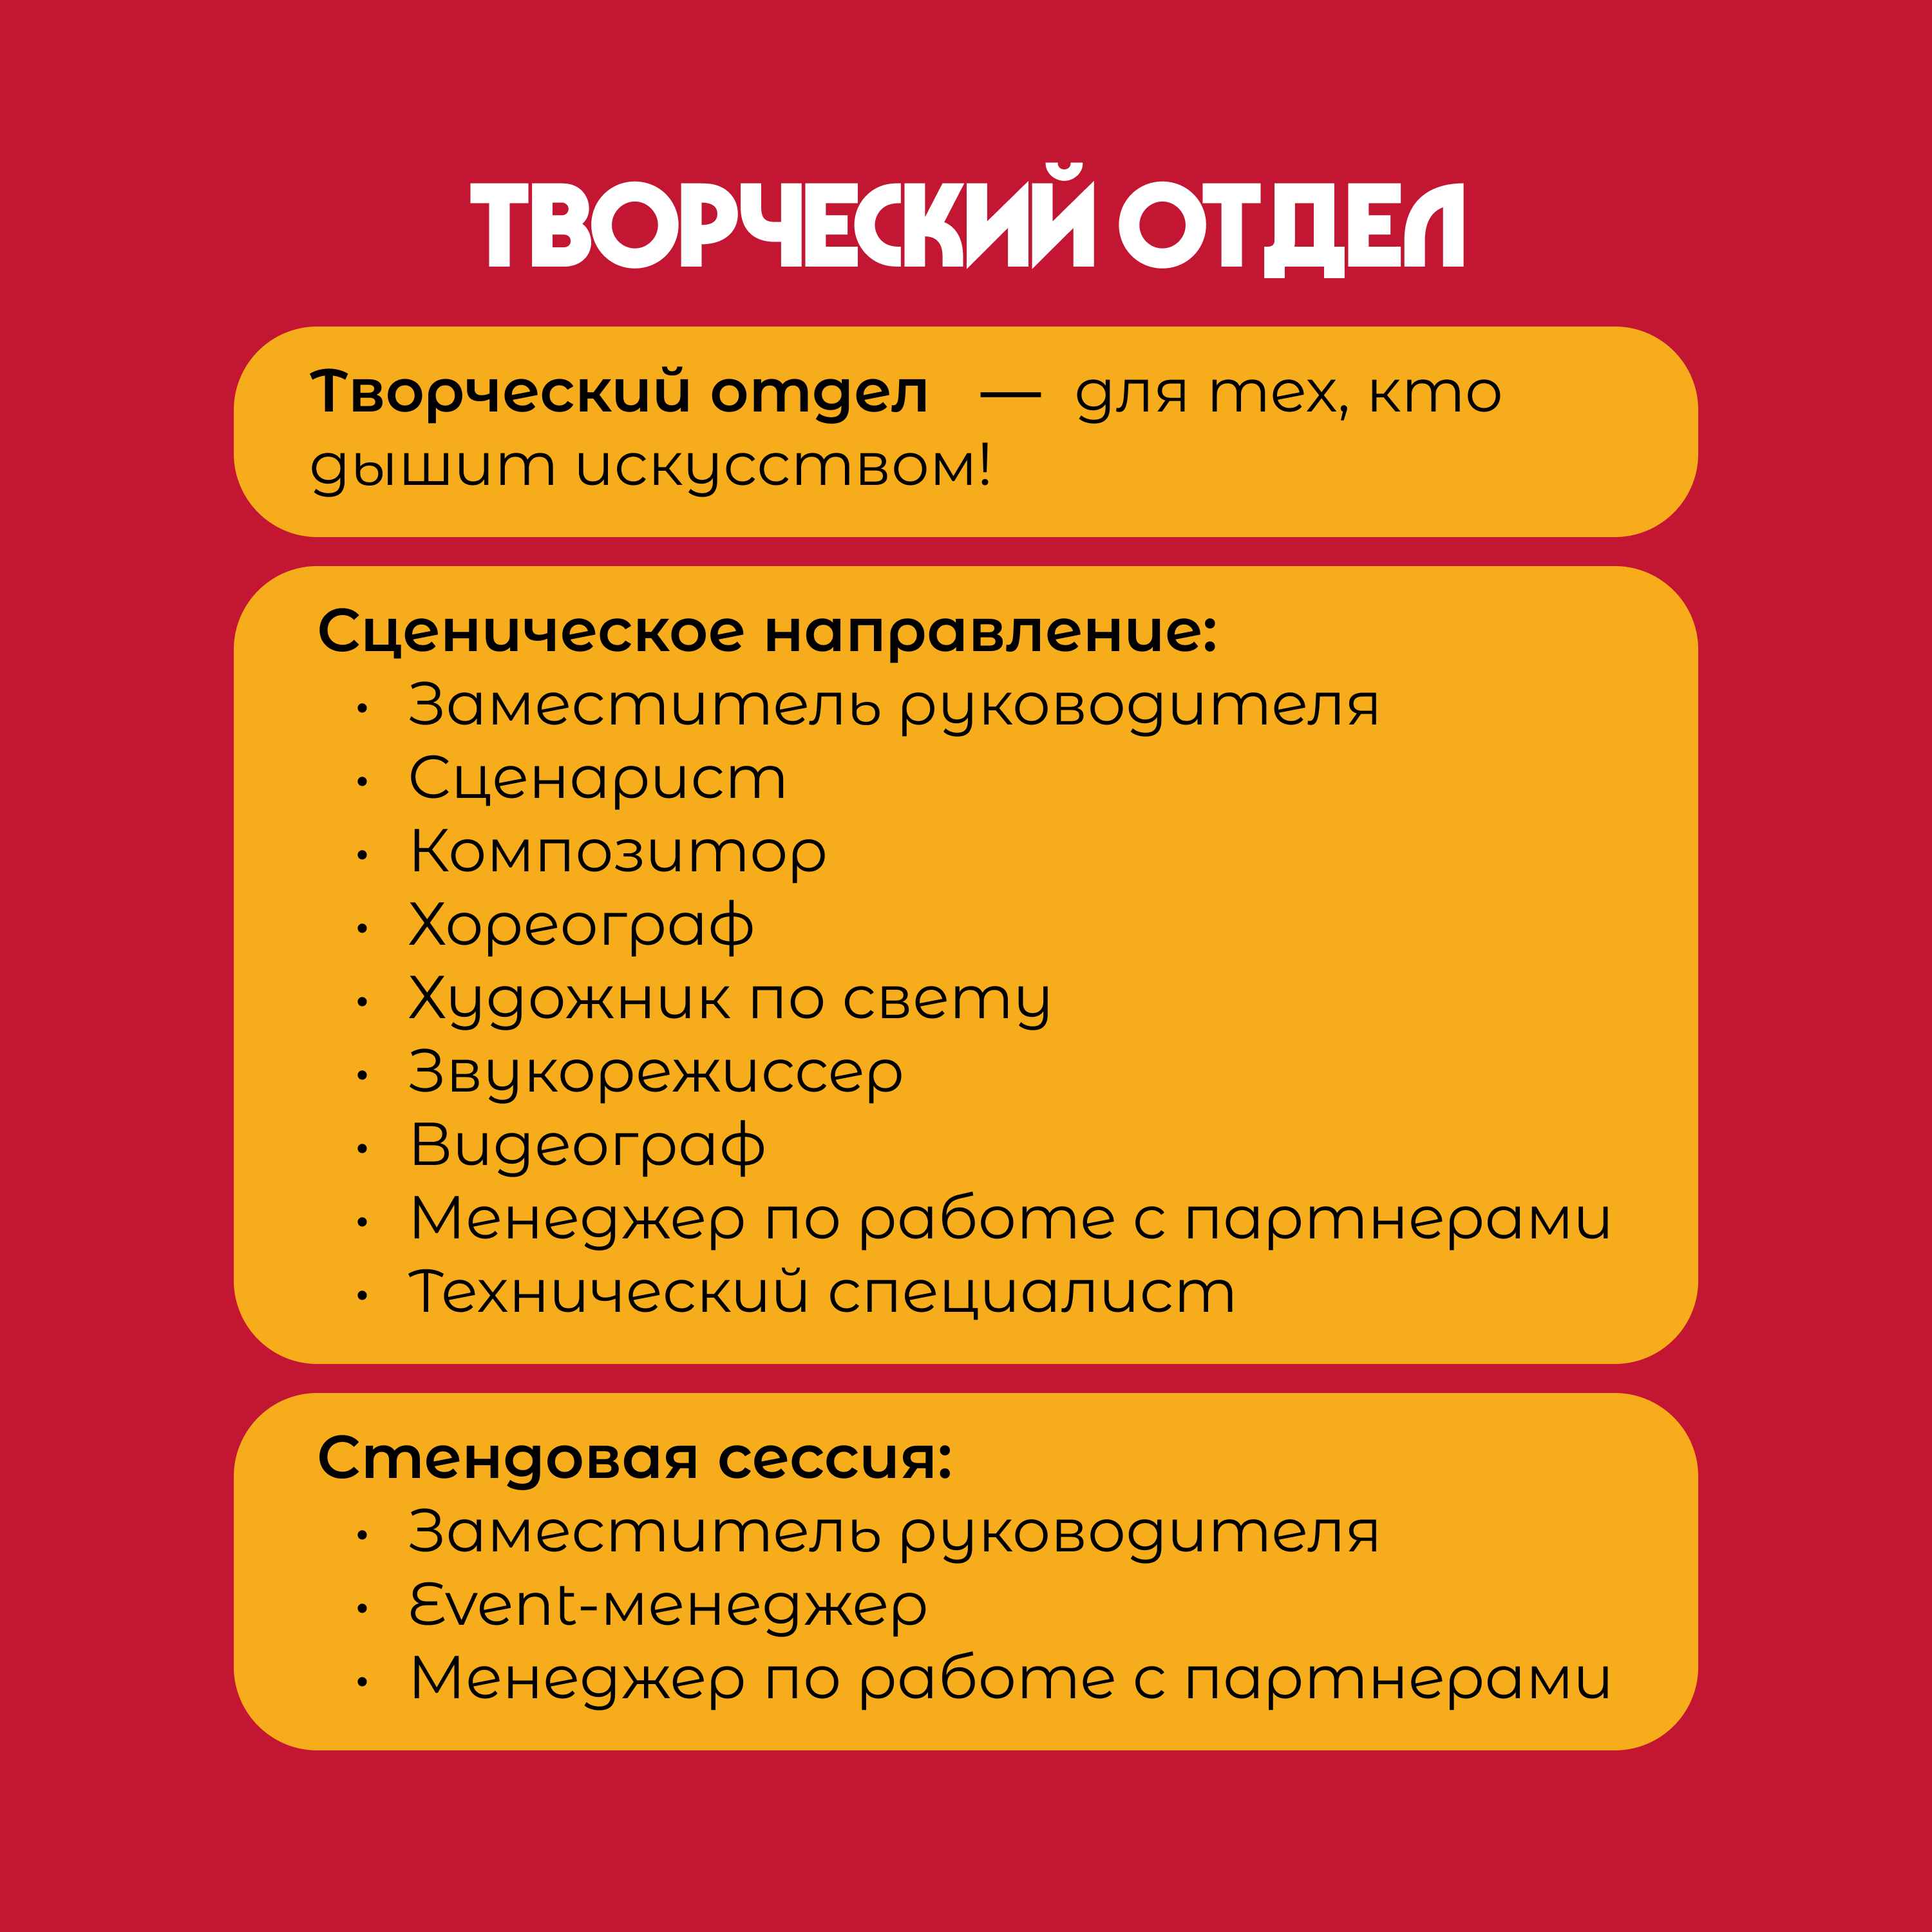 ТВОРЧЕСКИЙ ОТДЕЛ
Творческий отдел — для тех, кто
дышит искусством!
Сценическое направление:
• Заместитель руководителя
• Сценарист
• Композитор
• Хореограф
• Художник по свету
• Звукорежиссер
• Видеограф
• Менеджер по работе с партнерами
• Технический специалист
Стендовая сессия:
• Заместитель руководителя
• Event-менеджер
• Менеджер по работе с партнерами